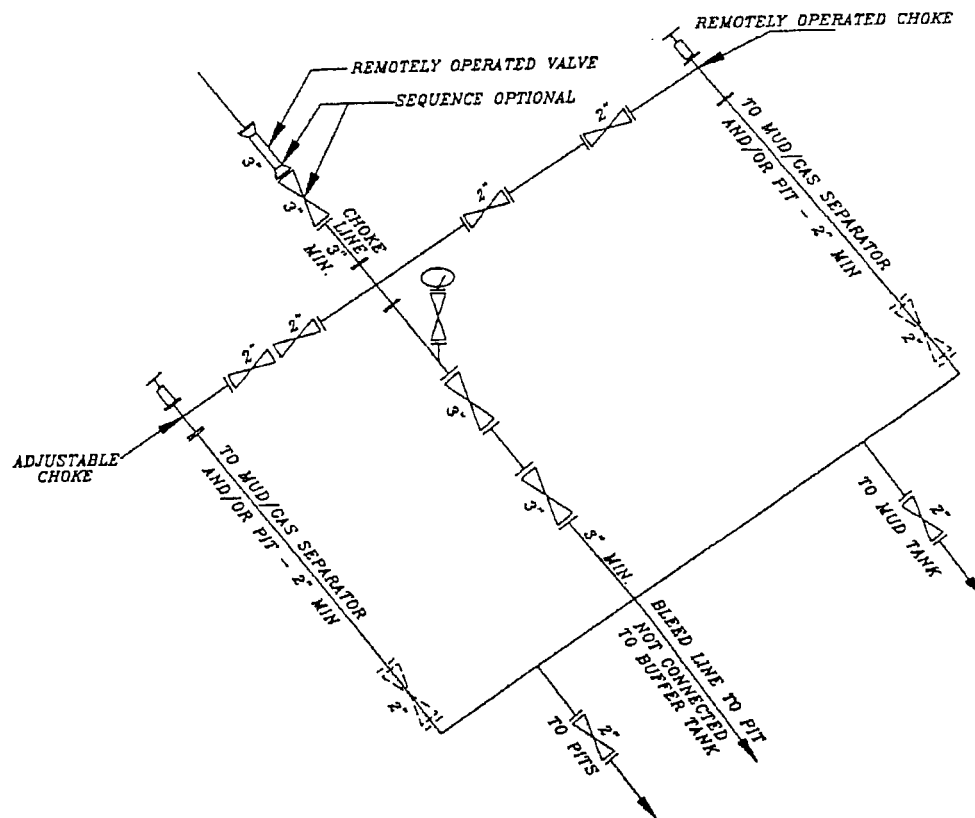 REMOTELY OPERATED CHOKE
REMOTELY OPERATED VALVE
SEQUENCE OPTIONAL
3"
3"
CHOKE
LINE
3"
MIN.
2"
2"
2"
2"
TO MUD/GAS SEPARATOR
AND/OR PIT - 2" MIN
2"
ADJUSTABLE
CHOKE
TO MUD/GAS SEPARATOR
AND/OR PIT - 2" MIN
2"
3"
3"
3" MIN.
BLEED LINE TO PIT
NOT CONNECTED
TO BUFFER TANK
2"
TO MUD TANK
2"
TO PITS